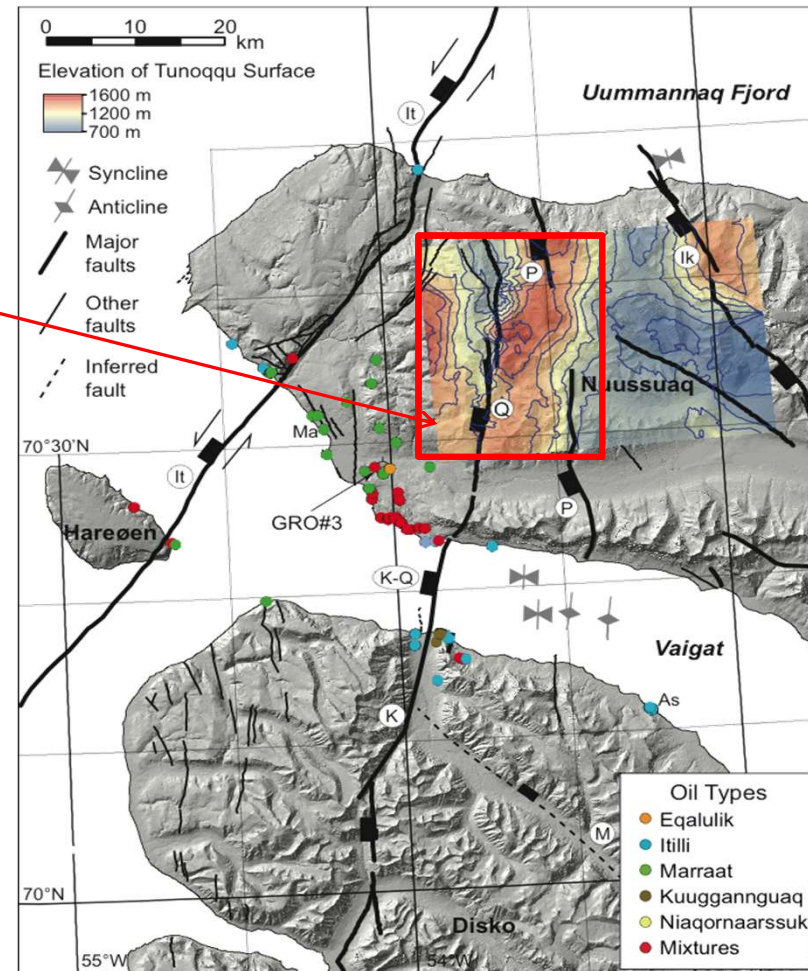 0 10 20
km
Elevation of Tunoqqu Surface
1600 m
1200 m
700 m
Syncline
Anticline
Major
faults
Other
faults
Inferred
fault
It
Uummannaq Fjord
P
Ik
Nuussuaq
Q
Ma
70°30'N
It
GRO#3
P
Hareøen
K-Q
Vaigat
As
K
M
Oil Types
Eqalulik
Itilli
Marraat
Kuuggannguaq
Niaqornaarssuk
Mixtures
70°N
Disko
55°W
54°W